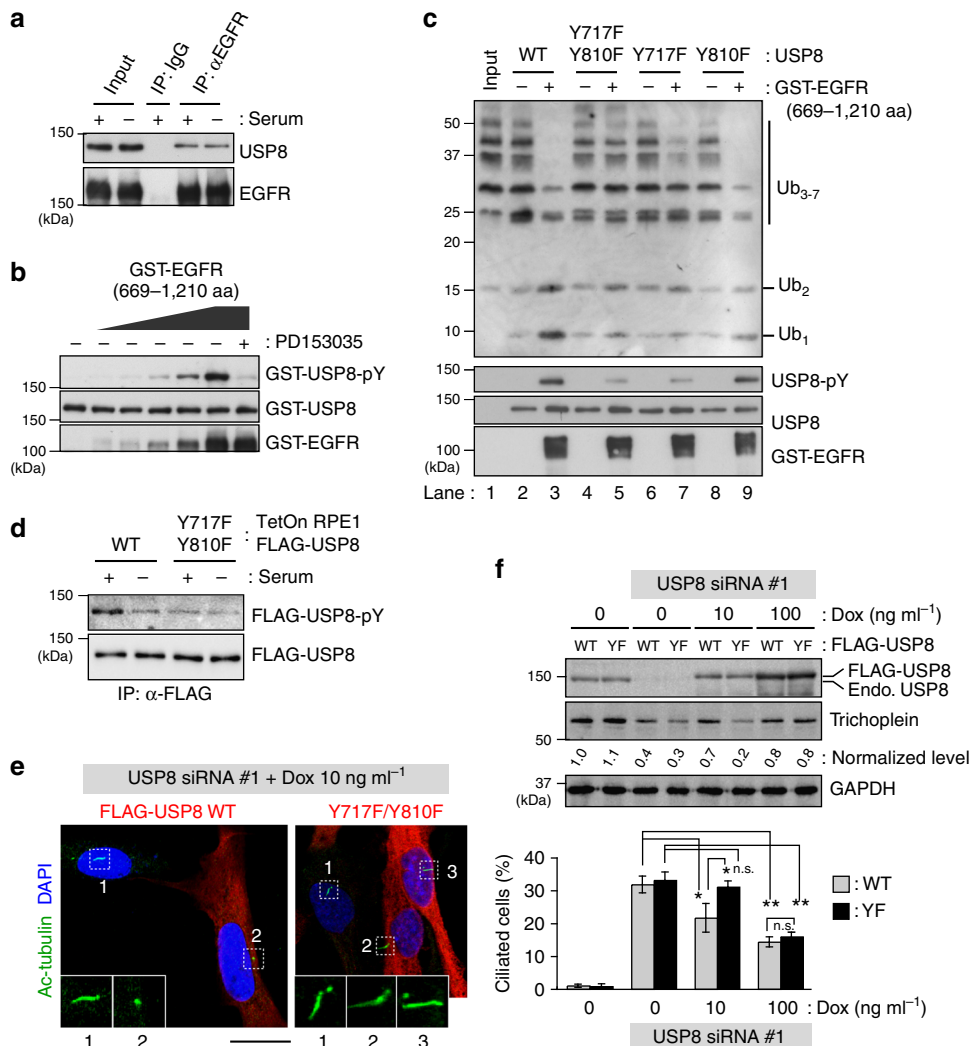 a
Input
IP: IgG
IP: αEGFR
+ − + + − : Serum
150
USP8
EGFR
150
(kDa)
b
GST-EGFR
(669–1,210 aa)
− − − − − − + : PD153035
150
GST-USP8-pY
150
GST-USP8
100
GST-EGFR
(kDa)
c
Input
WT
Y717F
Y810F
Y717F
Y810F
: USP8
− + − + − + − + : GST-EGFR
(669–1,210 aa)
50
37
25
20
15
10
Ub3-7
Ub2
Ub1
150
USP8-pY
150
USP8
100
GST-EGFR
(kDa)
Lane : 1 2 3 4 5 6 7 8 9
d
WT
Y717F
Y810F
: TetOn RPE1
FLAG-USP8
+ − + − : Serum
150
FLAG-USP8-pY
150
(kDa)
FLAG-USP8
IP: α-FLAG
e
USP8 siRNA #1 + Dox 10 ng ml−1
FLAG-USP8 WT
Y717F/Y810F
Ac-tubulin DAPI
1
2
1
2
3
1 2 1 2 3
f
USP8 siRNA #1
0 0 10 100 : Dox (ng ml−1)
WT YF WT YF WT YF WT YF : FLAG-USP8
150
FLAG-USP8
Endo. USP8
Trichoplein
50
1.0 1.1 0.4 0.3 0.7 0.2 0.8 0.8 : Normalized level
37
(kDa)
GAPDH
Ciliated cells (%)
40
30
20
10
0
*
*
n.s.
**
**
n.s.
: WT
: YF
0 0 10 100 : Dox (ng ml−1)
USP8 siRNA #1